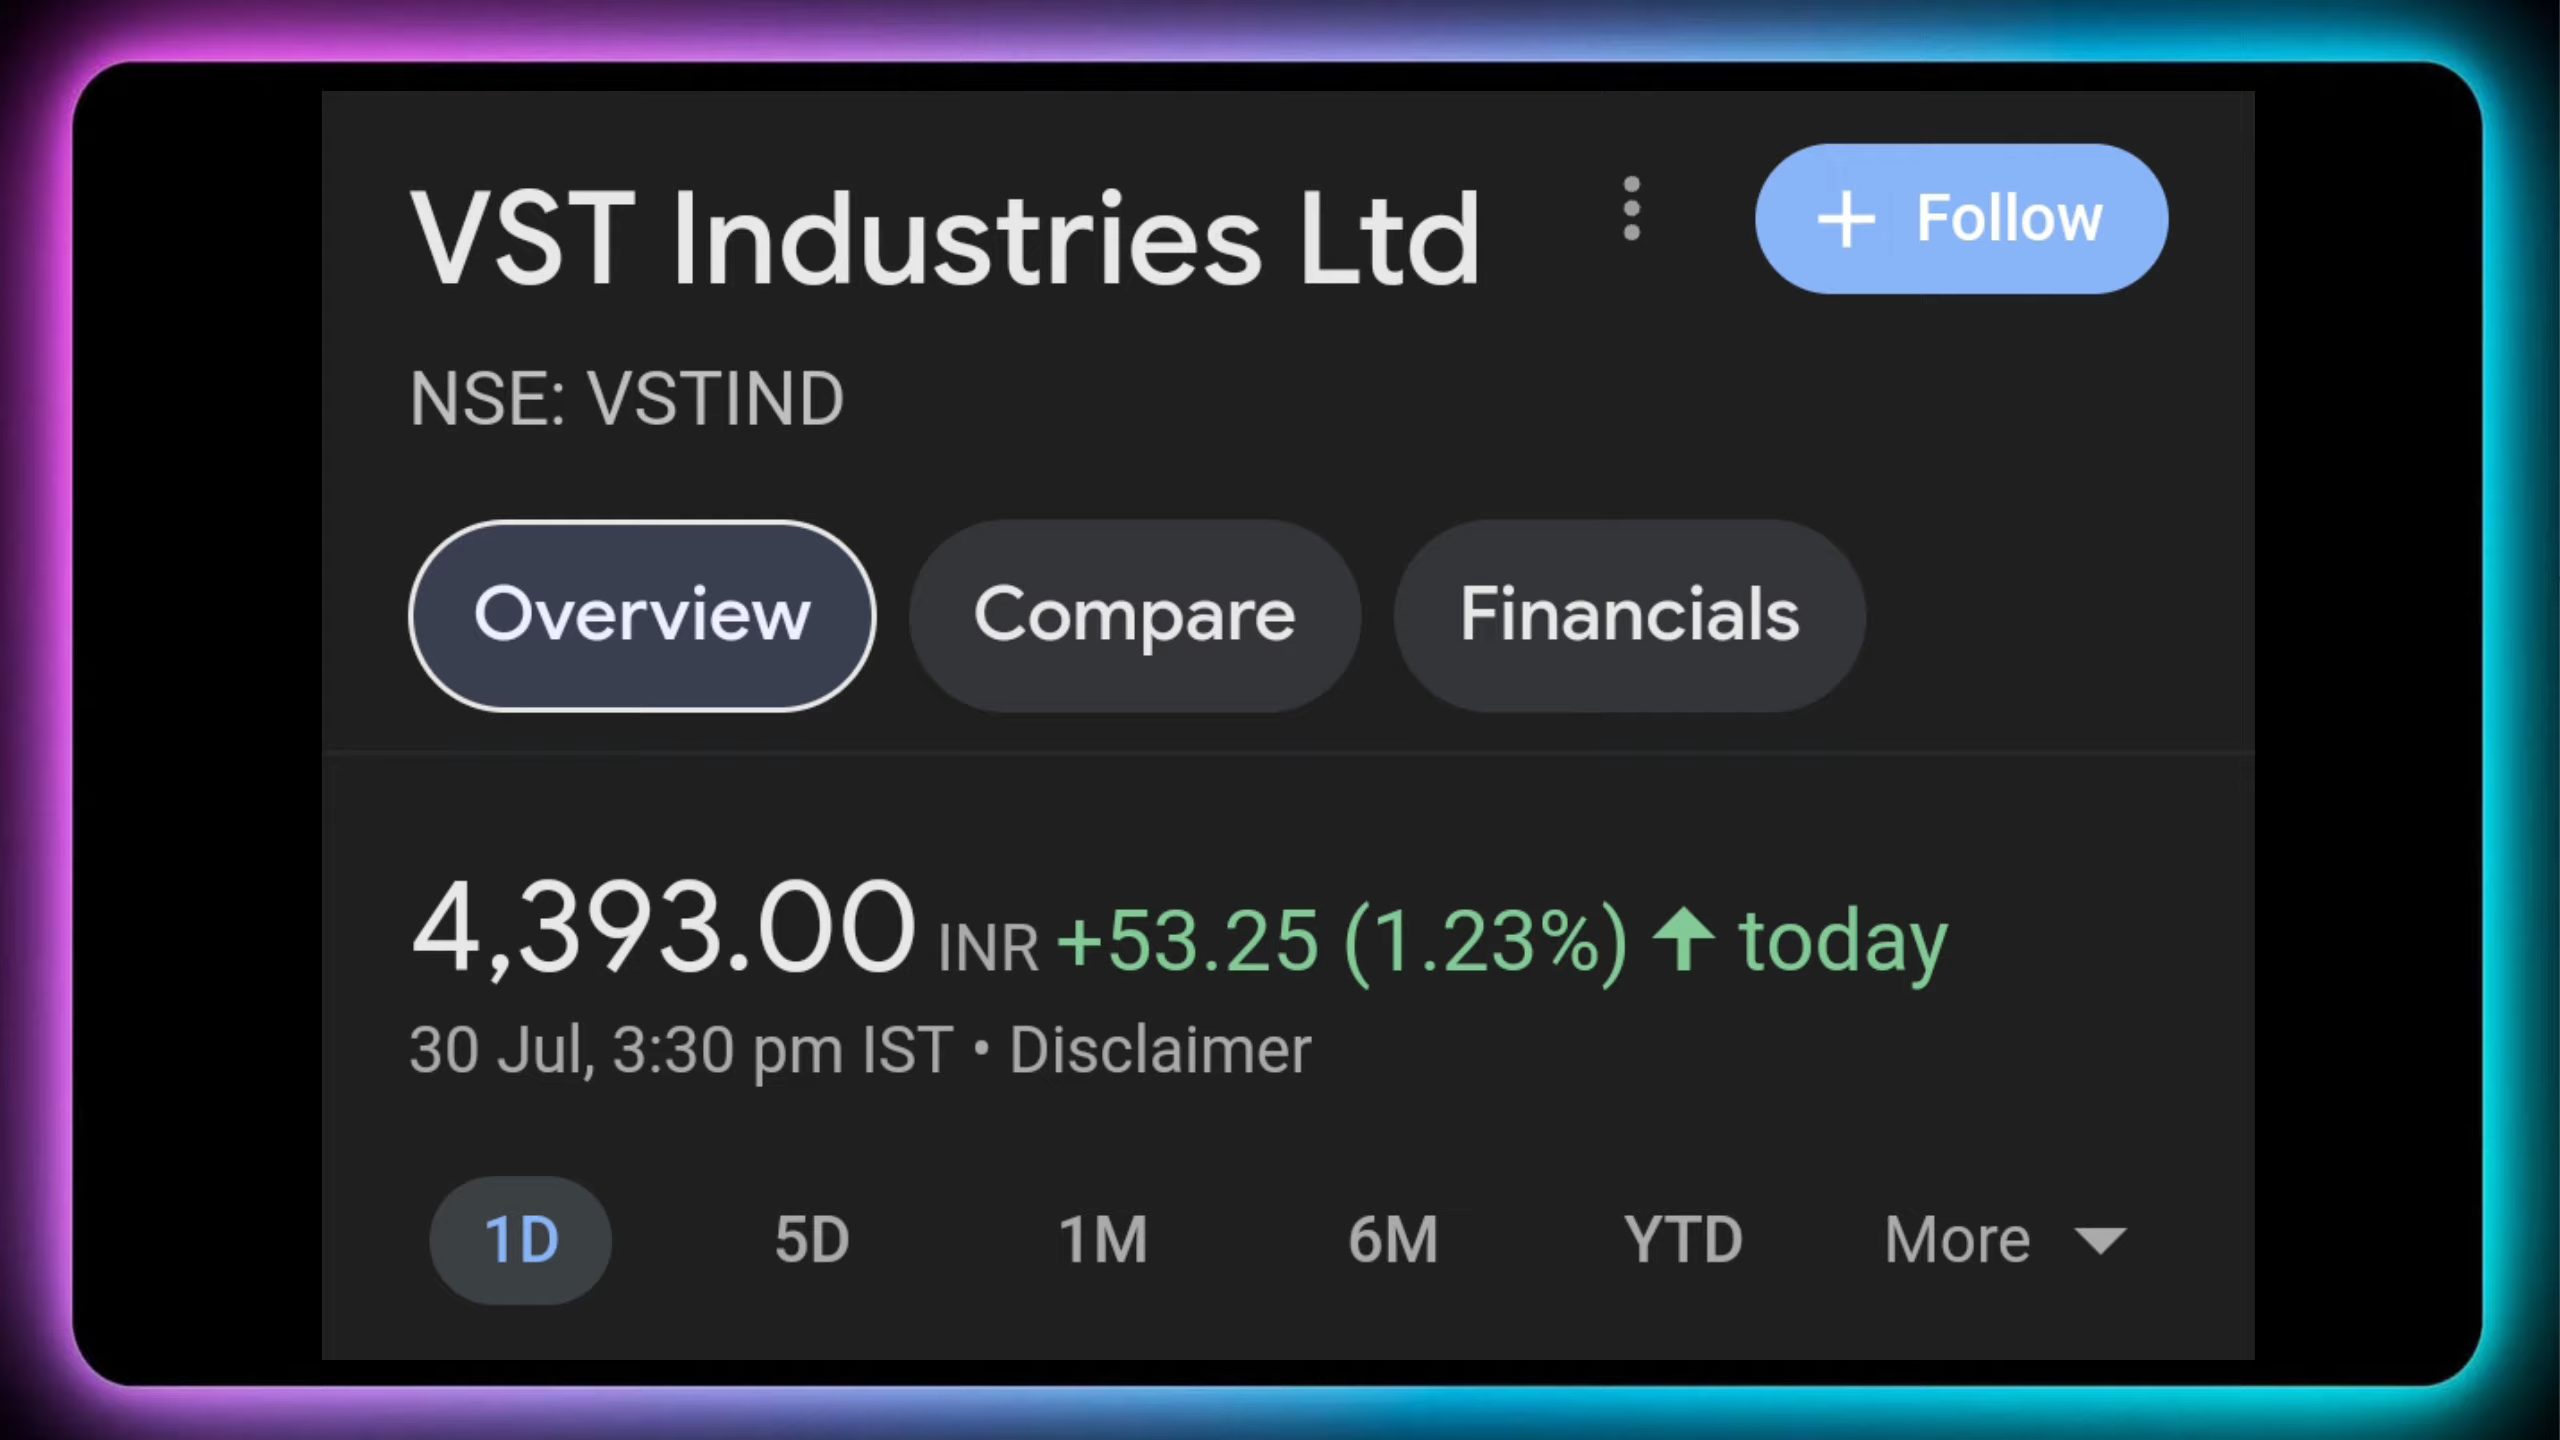 VST Industries Ltd
+ Follow
NSE: VSTIND
Overview Compare Financials
4,393.00 INR +53.25 (1.23%) ↑ today
30 Jul, 3:30 pm IST • Disclaimer
1D 5D 1M 6M YTD More